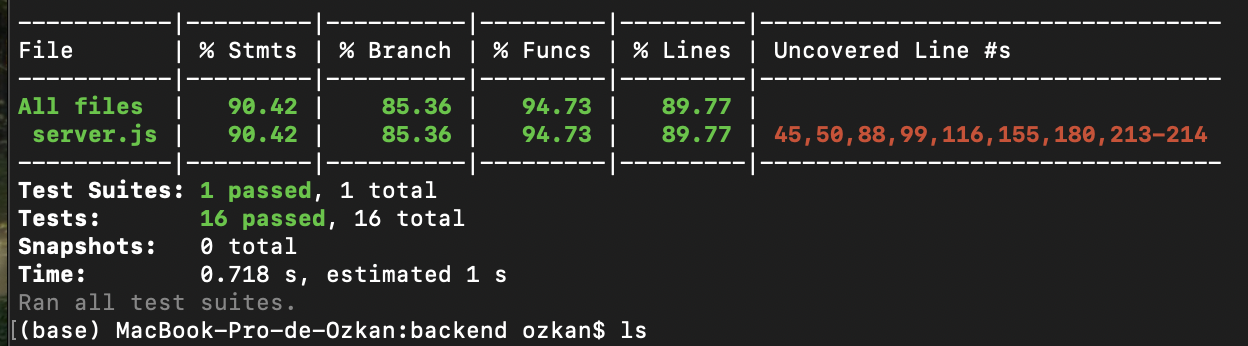 -----------|---------|----------|---------|---------|---------------------------------
File       | % Stmts | % Branch | % Funcs | % Lines | Uncovered Line #s
-----------|---------|----------|---------|---------|---------------------------------
All files  |   90.42 |    85.36 |   94.73 |   89.77 |
 server.js |   90.42 |    85.36 |   94.73 |   89.77 | 45,50,88,99,116,155,180,213-214
-----------|---------|----------|---------|---------|---------------------------------
Test Suites: 1 passed, 1 total
Tests:       16 passed, 16 total
Snapshots:   0 total
Time:        0.718 s, estimated 1 s
Ran all test suites.
[(base) MacBook-Pro-de-Ozkan:backend ozkan$ ls